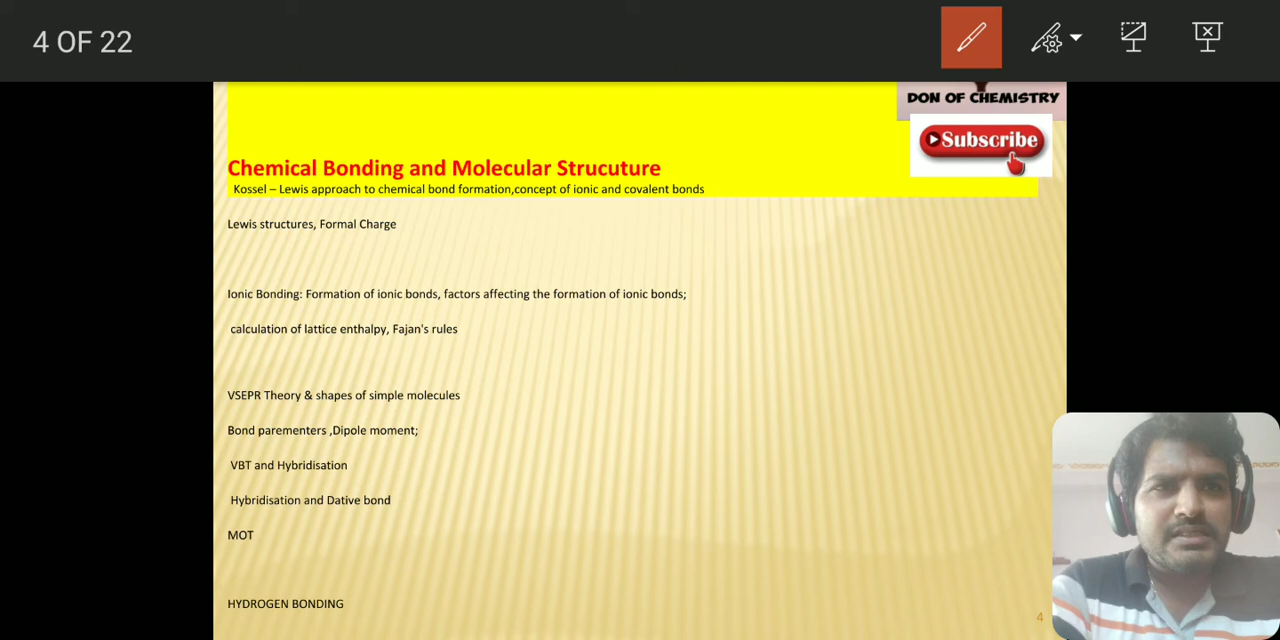 4 OF 22
DON OF CHEMISTRY
Subscribe
Chemical Bonding and Molecular Strucuture
Kossel – Lewis approach to chemical bond formation,concept of ionic and covalent bonds
Lewis structures, Formal Charge
Ionic Bonding: Formation of ionic bonds, factors affecting the formation of ionic bonds;
calculation of lattice enthalpy, Fajan's rules
VSEPR Theory & shapes of simple molecules
Bond parementers ,Dipole moment;
VBT and Hybridisation
Hybridisation and Dative bond
MOT
HYDROGEN BONDING
4